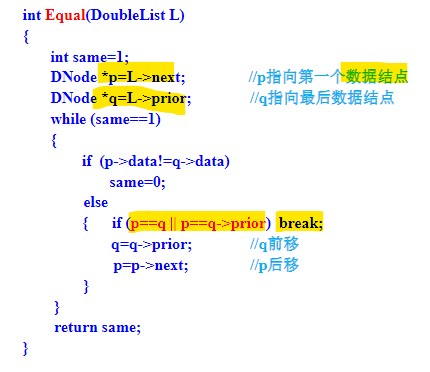 int Equal(DoubleList L)
{
int same=1;
DNode *p=L->next; //p指向第一个数据结点
DNode *q=L->prior; //q指向最后数据结点
while (same==1)
{
if (p->data!=q->data)
same=0;
else
{ if (p==q || p==q->prior) break;
q=q->prior; //q前移
p=p->next; //p后移
}
}
return same;
}